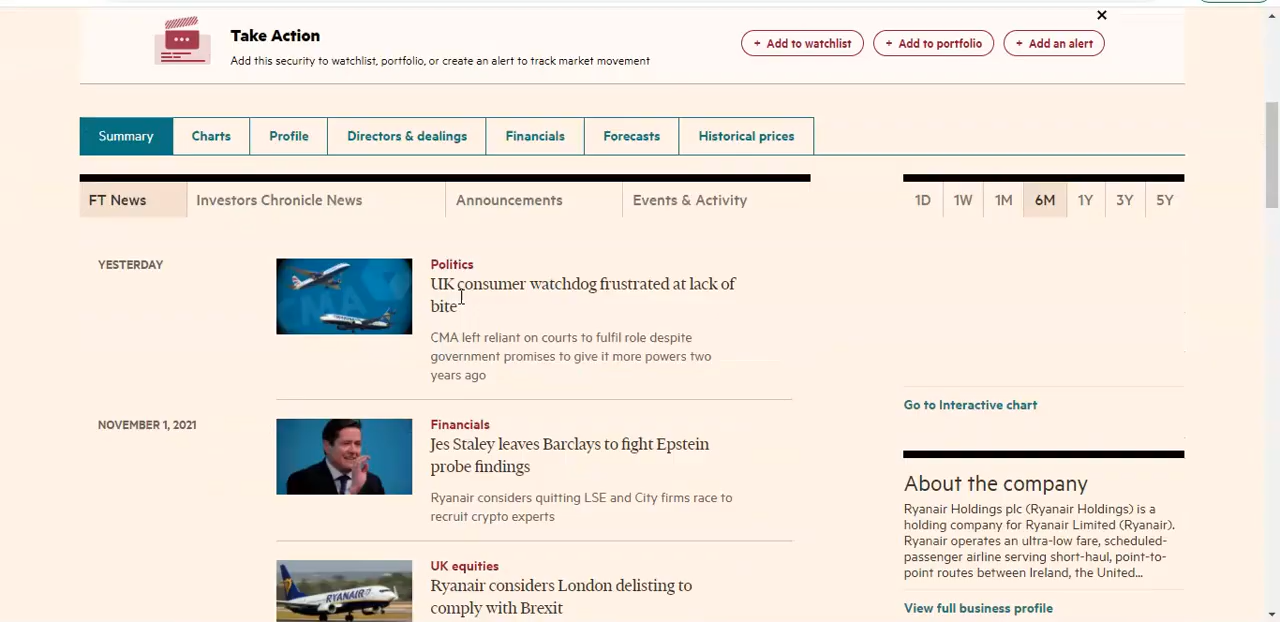 Take Action
Add this security to watchlist, portfolio, or create an alert to track market movement
+ Add to watchlist
+ Add to portfolio
+ Add an alert
Summary
Charts
Profile
Directors & dealings
Financials
Forecasts
Historical prices
FT News
Investors Chronicle News
Announcements
Events & Activity
1D
1W
1M
6M
1Y
3Y
5Y
YESTERDAY
CMA
Politics
UK consumer watchdog frustrated at lack of
bite
CMA left reliant on courts to fulfil role despite
government promises to give it more powers two
years ago
NOVEMBER 1, 2021
Financials
Jes Staley leaves Barclays to fight Epstein
probe findings
Ryanair considers quitting LSE and City firms race to
recruit crypto experts
RYANAIR
UK equities
Ryanair considers London delisting to
comply with Brexit
Go to Interactive chart
About the company
Ryanair Holdings plc (Ryanair Holdings) is a
holding company for Ryanair Limited (Ryanair).
Ryanair operates an ultra-low fare, scheduled-
passenger airline serving short-haul, point-to-
point routes between Ireland, the United...
View full business profile